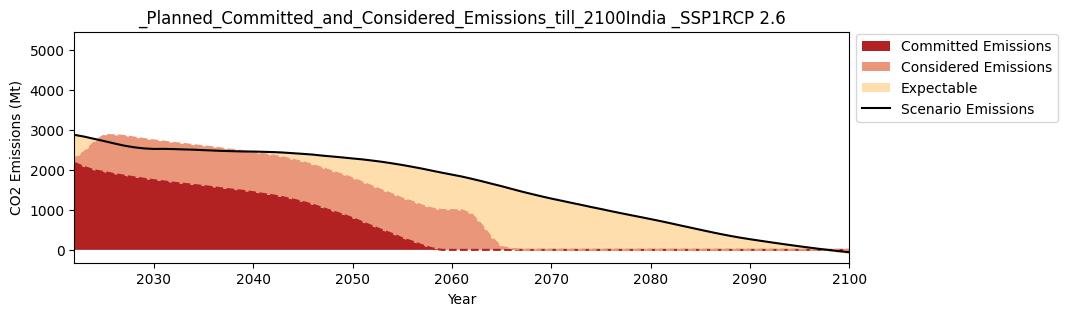 _Planned_Committed_and_Considered_Emissions_till_2100India _SSP1RCP 2.6
CO2 Emissions (Mt)
5000
4000
3000
2000
1000
0
2030 2040 2050 2060 2070 2080 2090 2100
Year
Committed Emissions
Considered Emissions
Expectable
Scenario Emissions